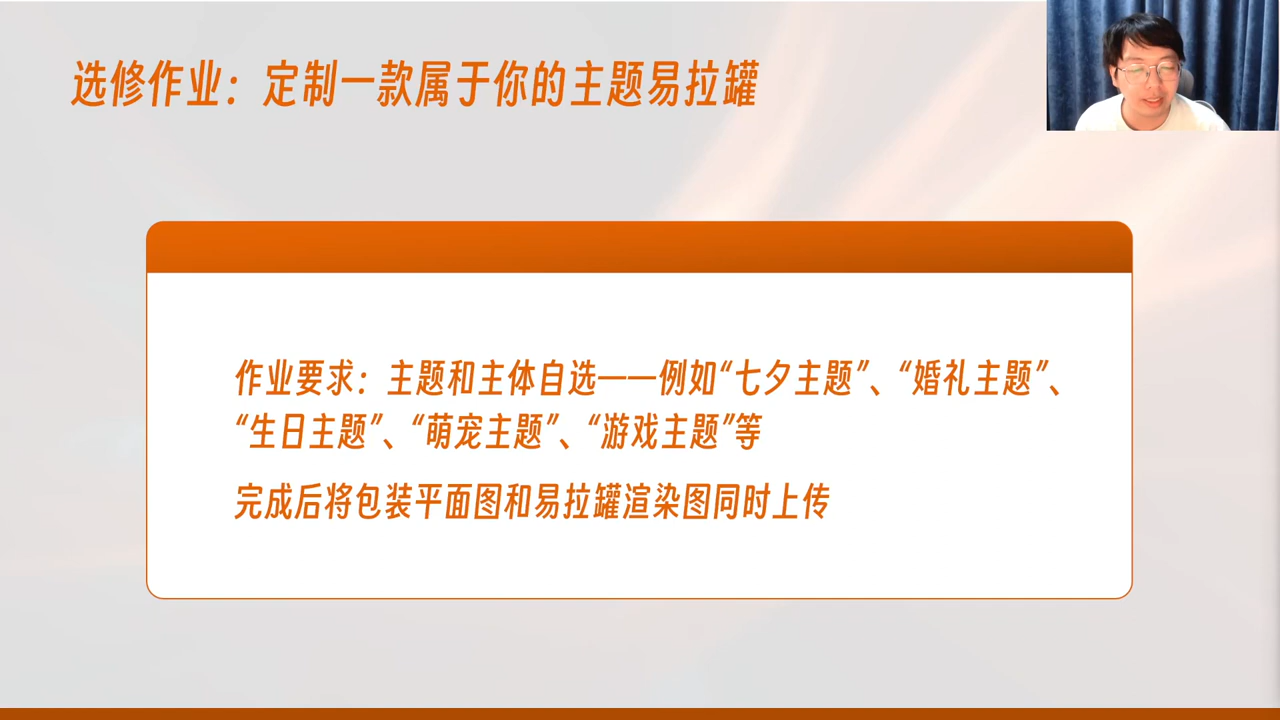 选修作业：定制一款属于你的主题易拉罐
作业要求：主题和主体自选——例如“七夕主题”、“婚礼主题”、
“生日主题”、“萌宠主题”、“游戏主题”等
完成后将包装平面图和易拉罐渲染图同时上传